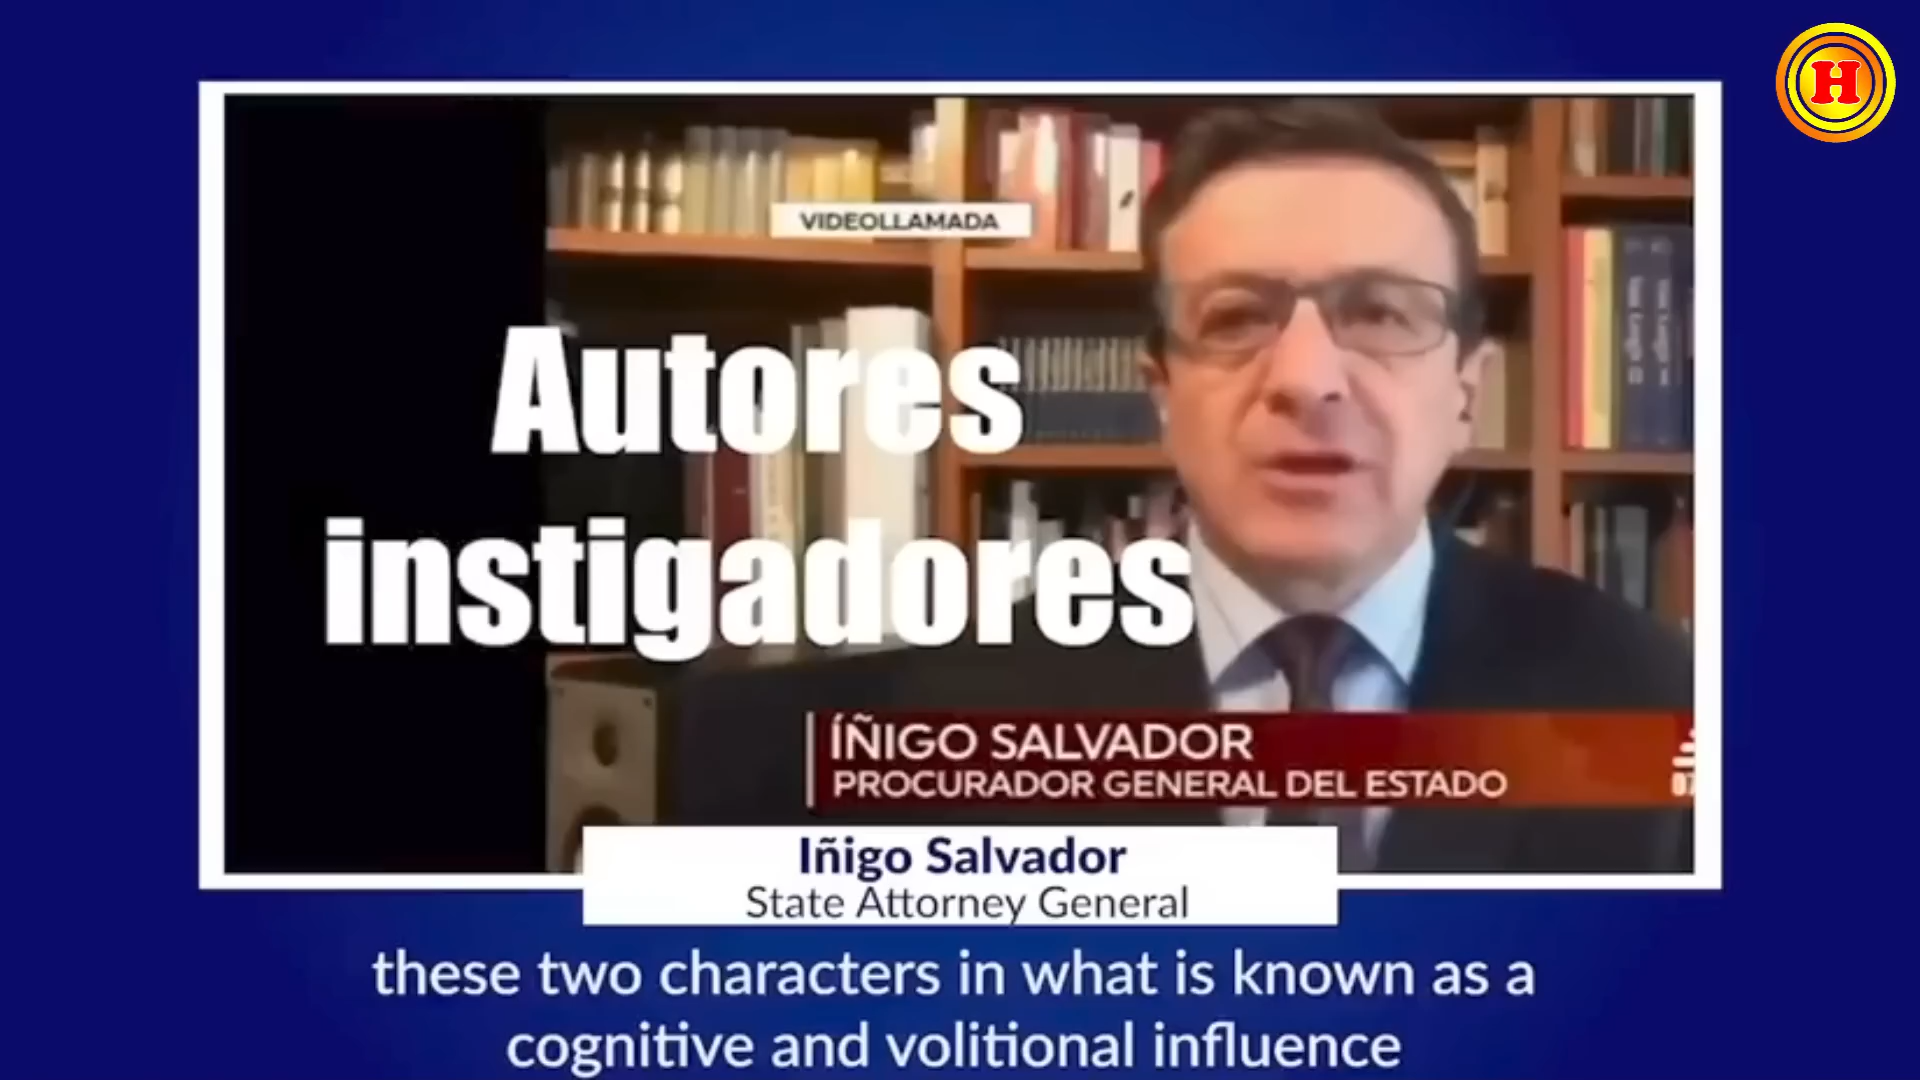 H
VIDEOLLAMADA
Autores
instigadores
ÍÑIGO SALVADOR
PROCURADOR GENERAL DEL ESTADO
Iñigo Salvador
State Attorney General
these two characters in what is known as a
cognitive and volitional influence